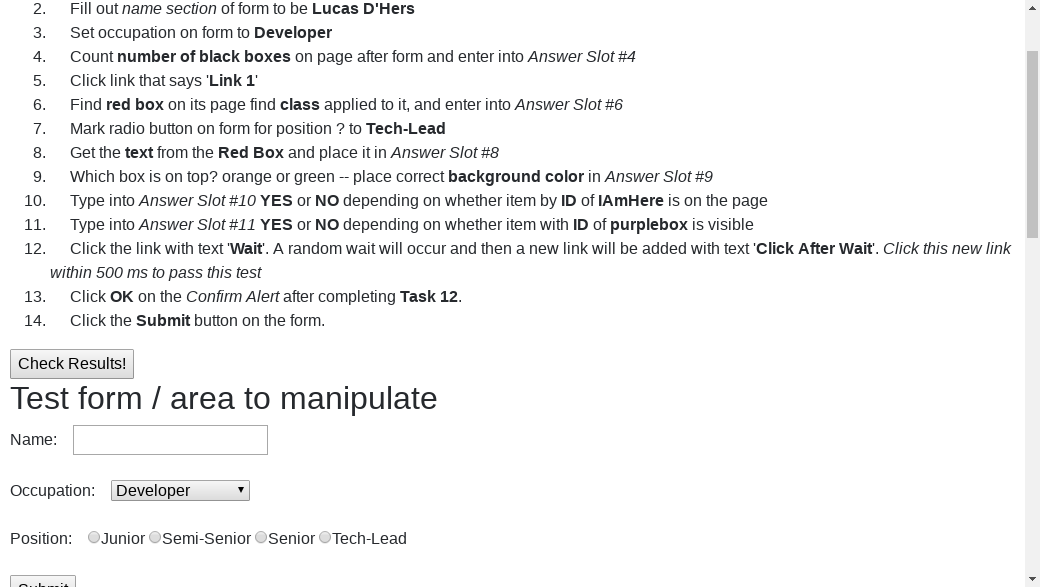 2. Fill out name section of form to be Lucas D'Hers
3. Set occupation on form to Developer
4. Count number of black boxes on page after form and enter into Answer Slot #4
5. Click link that says 'Link 1'
6. Find red box on its page find class applied to it, and enter into Answer Slot #6
7. Mark radio button on form for position ? to Tech-Lead
8. Get the text from the Red Box and place it in Answer Slot #8
9. Which box is on top? orange or green -- place correct background color in Answer Slot #9
10. Type into Answer Slot #10 YES or NO depending on whether item by ID of IAmHere is on the page
11. Type into Answer Slot #11 YES or NO depending on whether item with ID of purplebox is visible
12. Click the link with text 'Wait'. A random wait will occur and then a new link will be added with text 'Click After Wait'. Click this new link
within 500 ms to pass this test
13. Click OK on the Confirm Alert after completing Task 12.
14. Click the Submit button on the form.
Check Results!
Test form / area to manipulate
Name:
Occupation: Developer
Position: Junior Semi-Senior Senior Tech-Lead
Submit